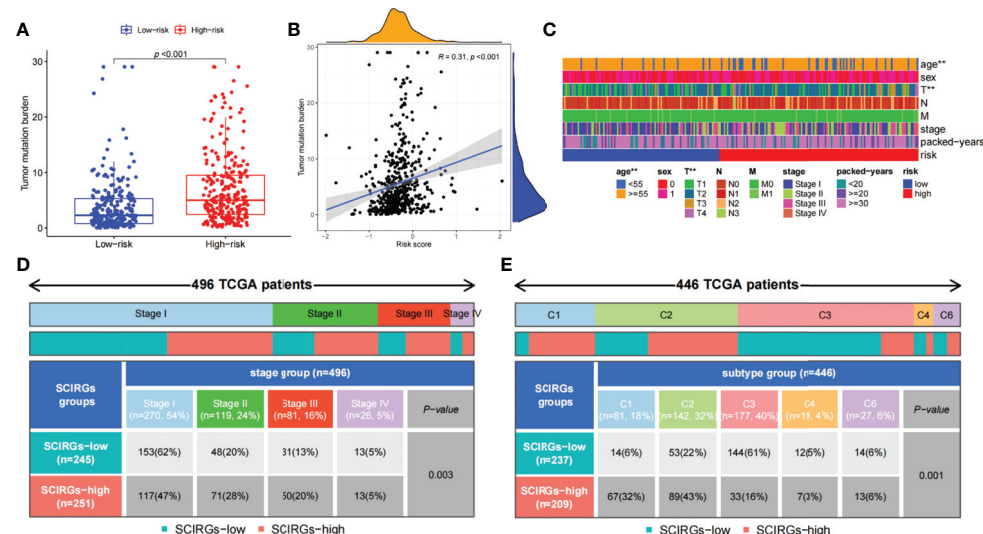 A
Low-risk High-risk
p <0.001
Tumor mutation burden
30
20
10
0
Low-risk High-risk
B
R = 0.31, p <0.001
Tumor mutation burden
30
20
10
0
-2 -1 0 1 2
Risk score
C
age**
sex
T**
N
M
stage
packed-years
risk
age** sex T** N M stage packed-years risk
<55 0 T1 N0 M0 Stage I <20 low
>=55 1 T2 N1 M1 Stage II >=20 high
T3 N2 Stage III >=30
T4 N3 Stage IV
D
496 TCGA patients
Stage I Stage II Stage III Stage IV
SCIRGs groups
stage group (n=496)
Stage I (n=270, 54%)
Stage II (n=119, 24%)
Stage III (n=81, 16%)
Stage IV (n=26, 5%)
P-value
SCIRGs-low (n=245)
153(62%) 48(20%) 31(13%) 13(5%)
0.003
SCIRGs-high (n=251)
117(47%) 71(28%) 50(20%) 13(5%)
SCIRGs-low SCIRGs-high
E
446 TCGA patients
C1 C2 C3 C4 C6
SCIRGs groups
subtype group (n=446)
C1 (n=81, 18%)
C2 (n=142, 32%)
C3 (n=177, 40%)
C4 (n=19, 4%)
C6 (n=27, 6%)
P-value
SCIRGs-low (n=237)
14(6%) 53(22%) 144(61%) 12(5%) 14(6%)
0.001
SCIRGs-high (n=209)
67(32%) 89(43%) 33(16%) 7(3%) 13(6%)
SCIRGs-low SCIRGs-high